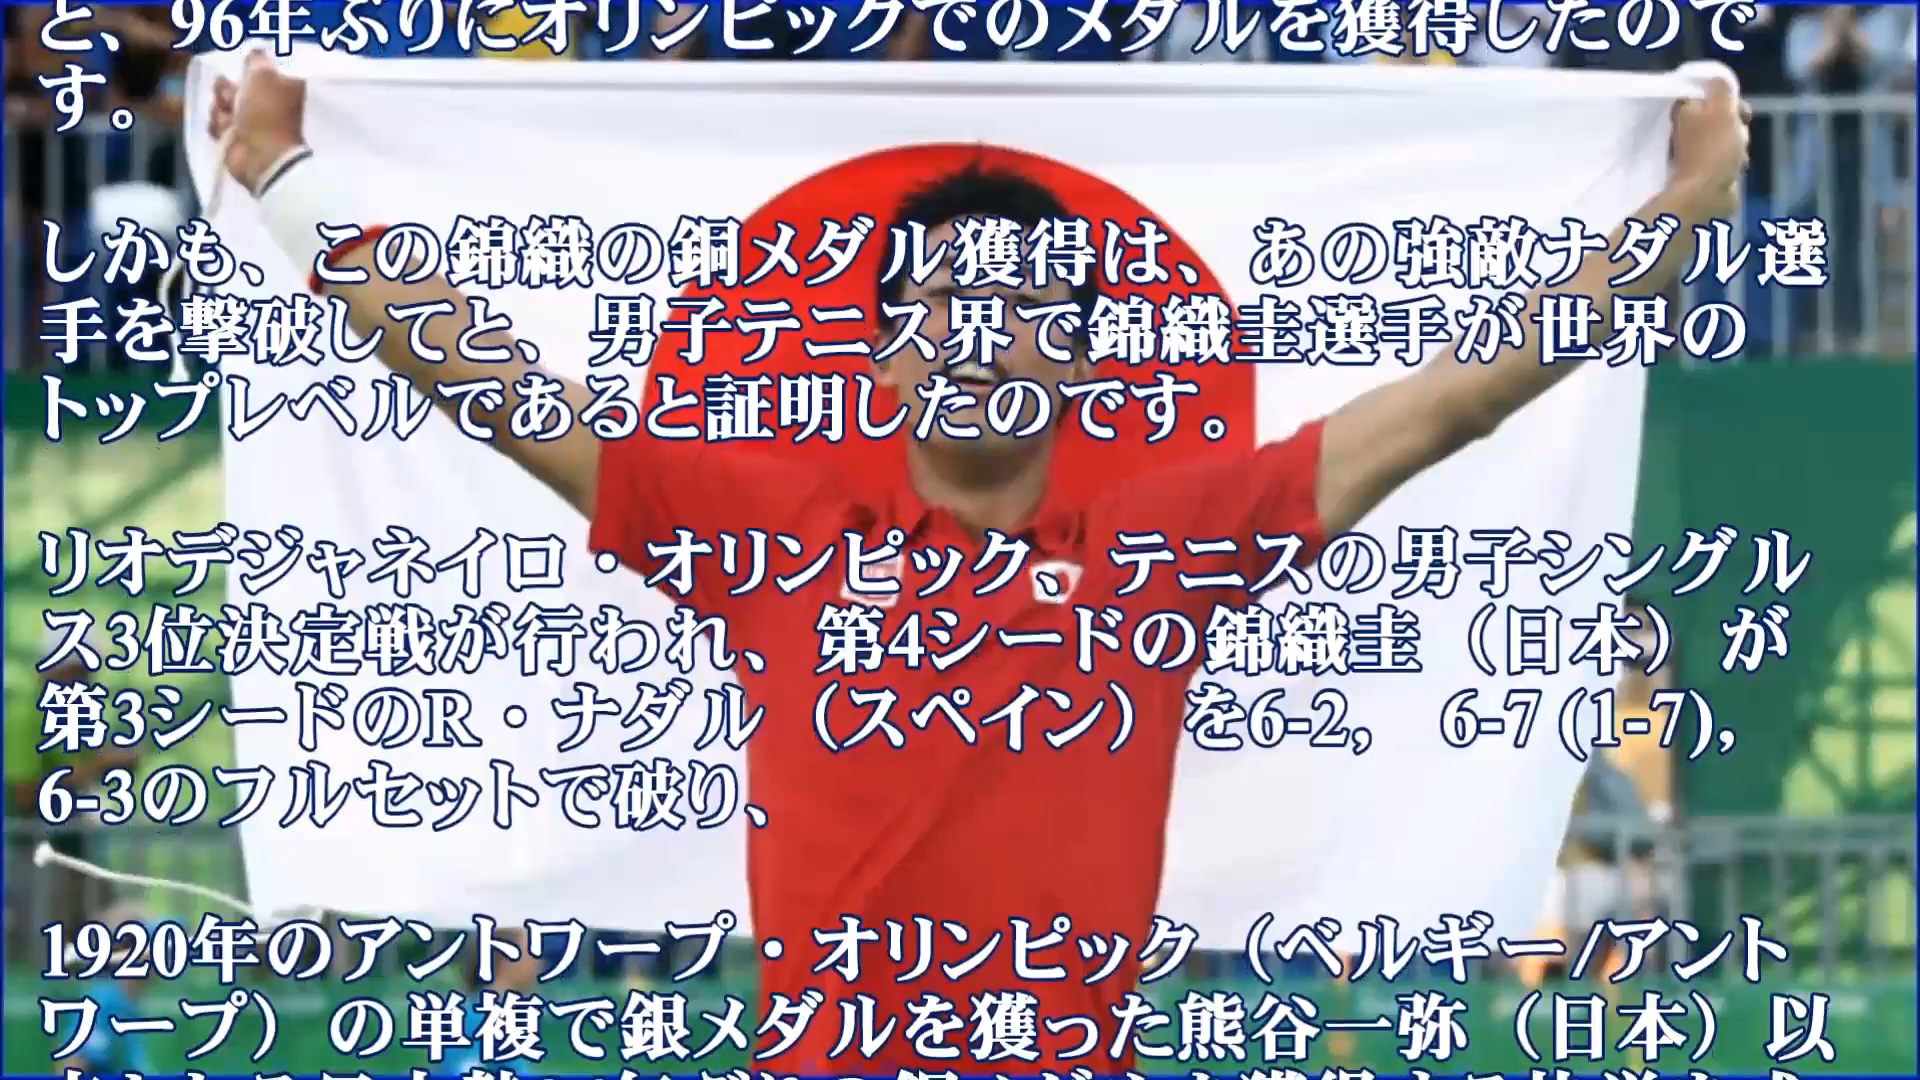 と、96年ぶりにオリンピックでのメダルを獲得したので
す。
しかも、この錦織の銅メダル獲得は、あの強敵ナダル選
手を撃破してと、男子テニス界で錦織圭選手が世界の
トップレベルであると証明したのです。
リオデジャネイロ・オリンピック、テニスの男子シングル
ス3位決定戦が行われ、第4シードの錦織圭（日本）が
第3シードのR・ナダル（スペイン）を6-2, 6-7 (1-7),
6-3のフルセットで破り、
1920年のアントワープ・オリンピック（ベルギー/アント
ワープ）の単複で銀メダルを獲った熊谷一弥（日本）以